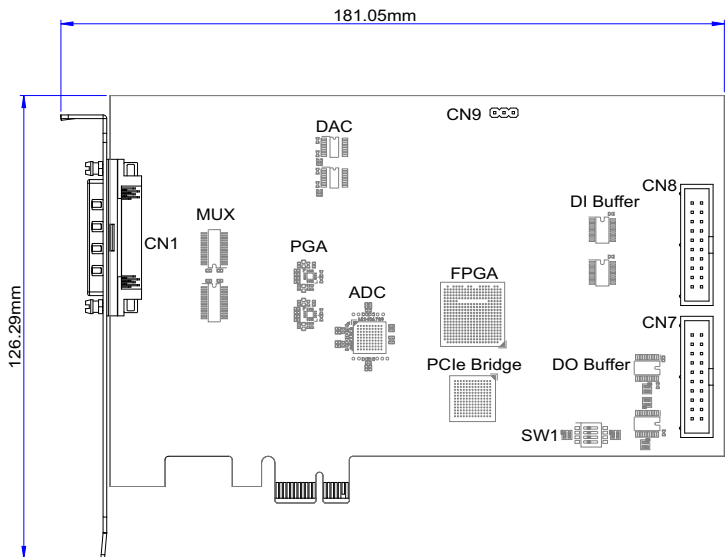 181.05mm
CN9
DAC
CN8
DI Buffer
MUX
CN1
PGA
FPGA
ADC
126.29mm
CN7
PCIe Bridge
DO Buffer
SW1